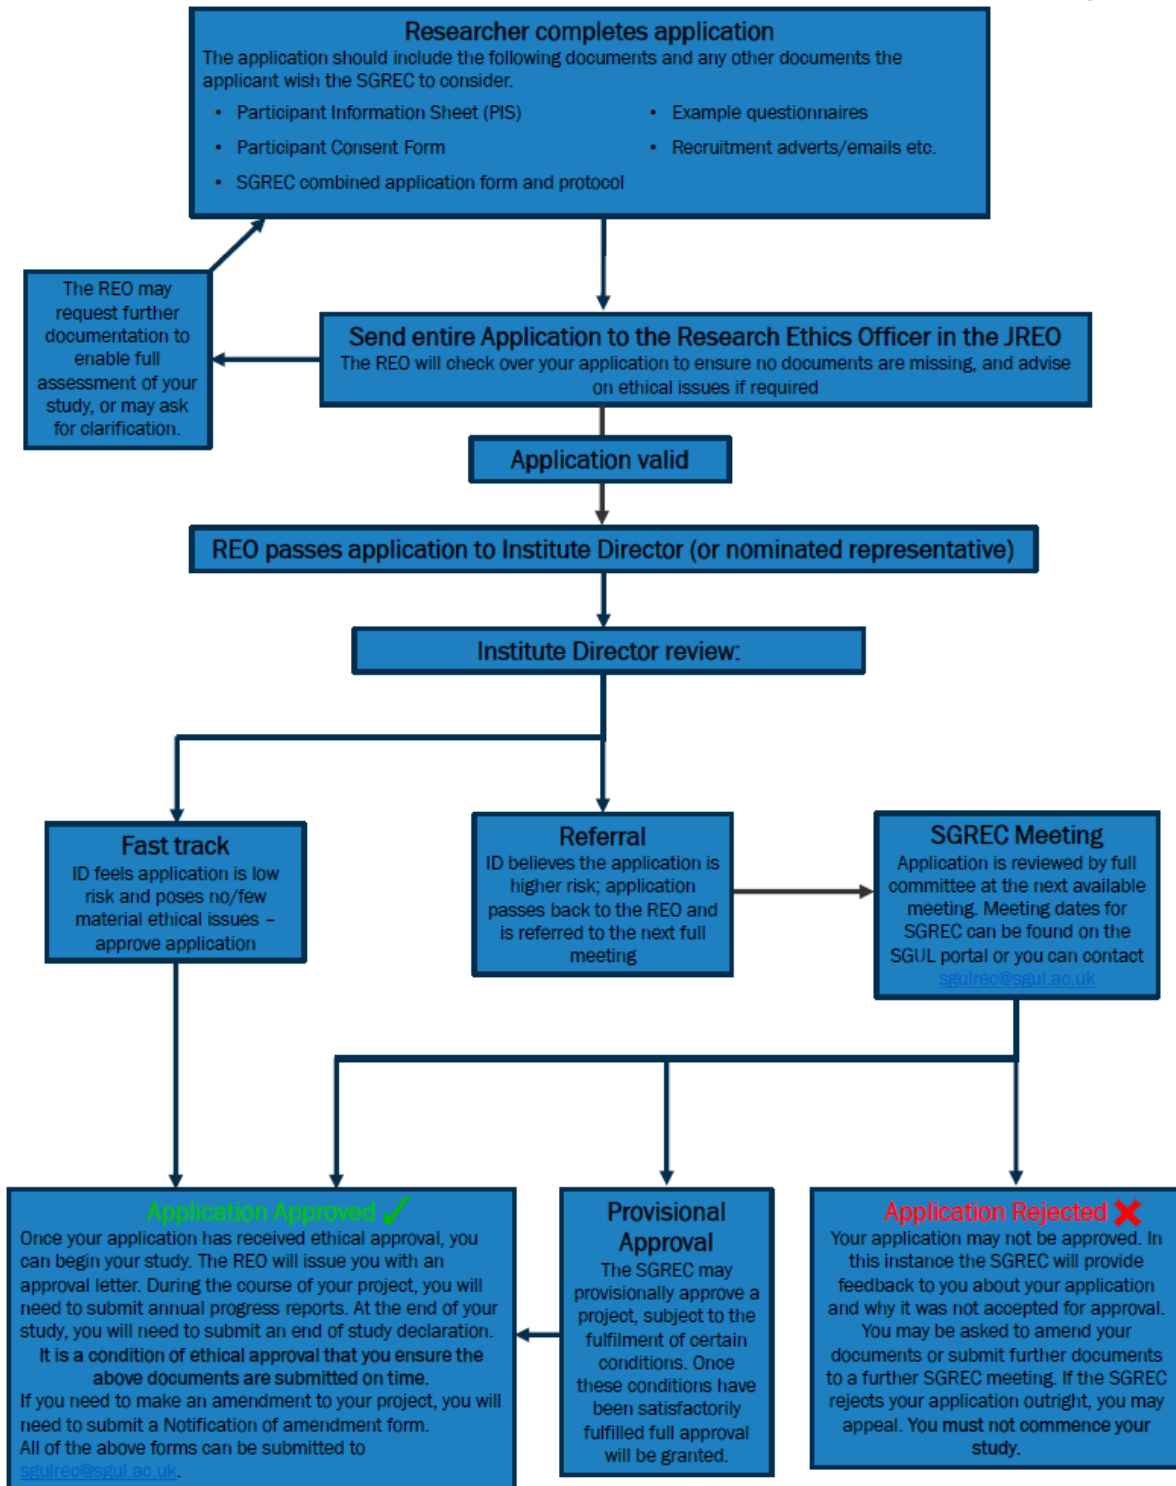 Researcher completes application
The application should include the following documents and any other documents the
applicant wish the SGREC to consider.
• Participant Information Sheet (PIS)
• Participant Consent Form
• SGREC combined application form and protocol
• Example questionnaires
• Recruitment adverts/emails etc.
The REO may
request further
documentation to
enable full
assessment of your
study, or may ask
for clarification.
Send entire Application to the Research Ethics Officer in the JREO
The REO will check over your application to ensure no documents are missing, and advise
on ethical issues if required
Application valid
REO passes application to Institute Director (or nominated representative)
Institute Director review:
Fast track
ID feels application is low
risk and poses no/few
material ethical issues –
approve application
Referral
ID believes the application is
higher risk; application
passes back to the REO and
is referred to the next full
meeting
SGREC Meeting
Application is reviewed by full
committee at the next available
meeting. Meeting dates for
SGREC can be found on the
SGUL portal or you can contact
sgulrec@sgul.ac.uk
Application Approved ✓
Once your application has received ethical approval, you
can begin your study. The REO will issue you with an
approval letter. During the course of your project, you will
need to submit annual progress reports. At the end of your
study, you will need to submit an end of study declaration.
It is a condition of ethical approval that you ensure the
above documents are submitted on time.
If you need to make an amendment to your project, you will
need to submit a Notification of amendment form.
All of the above forms can be submitted to
sgulrec@sgul.ac.uk.
Provisional
Approval
The SGREC may
provisionally approve a
project, subject to the
fulfilment of certain
conditions. Once
these conditions have
been satisfactorily
fulfilled full approval
will be granted.
Application Rejected ✗
Your application may not be approved. In
this instance the SGREC will provide
feedback to you about your application
and why it was not accepted for approval.
You may be asked to amend your
documents or submit further documents
to a further SGREC meeting. If the SGREC
rejects your application outright, you may
appeal. You must not commence your
study.